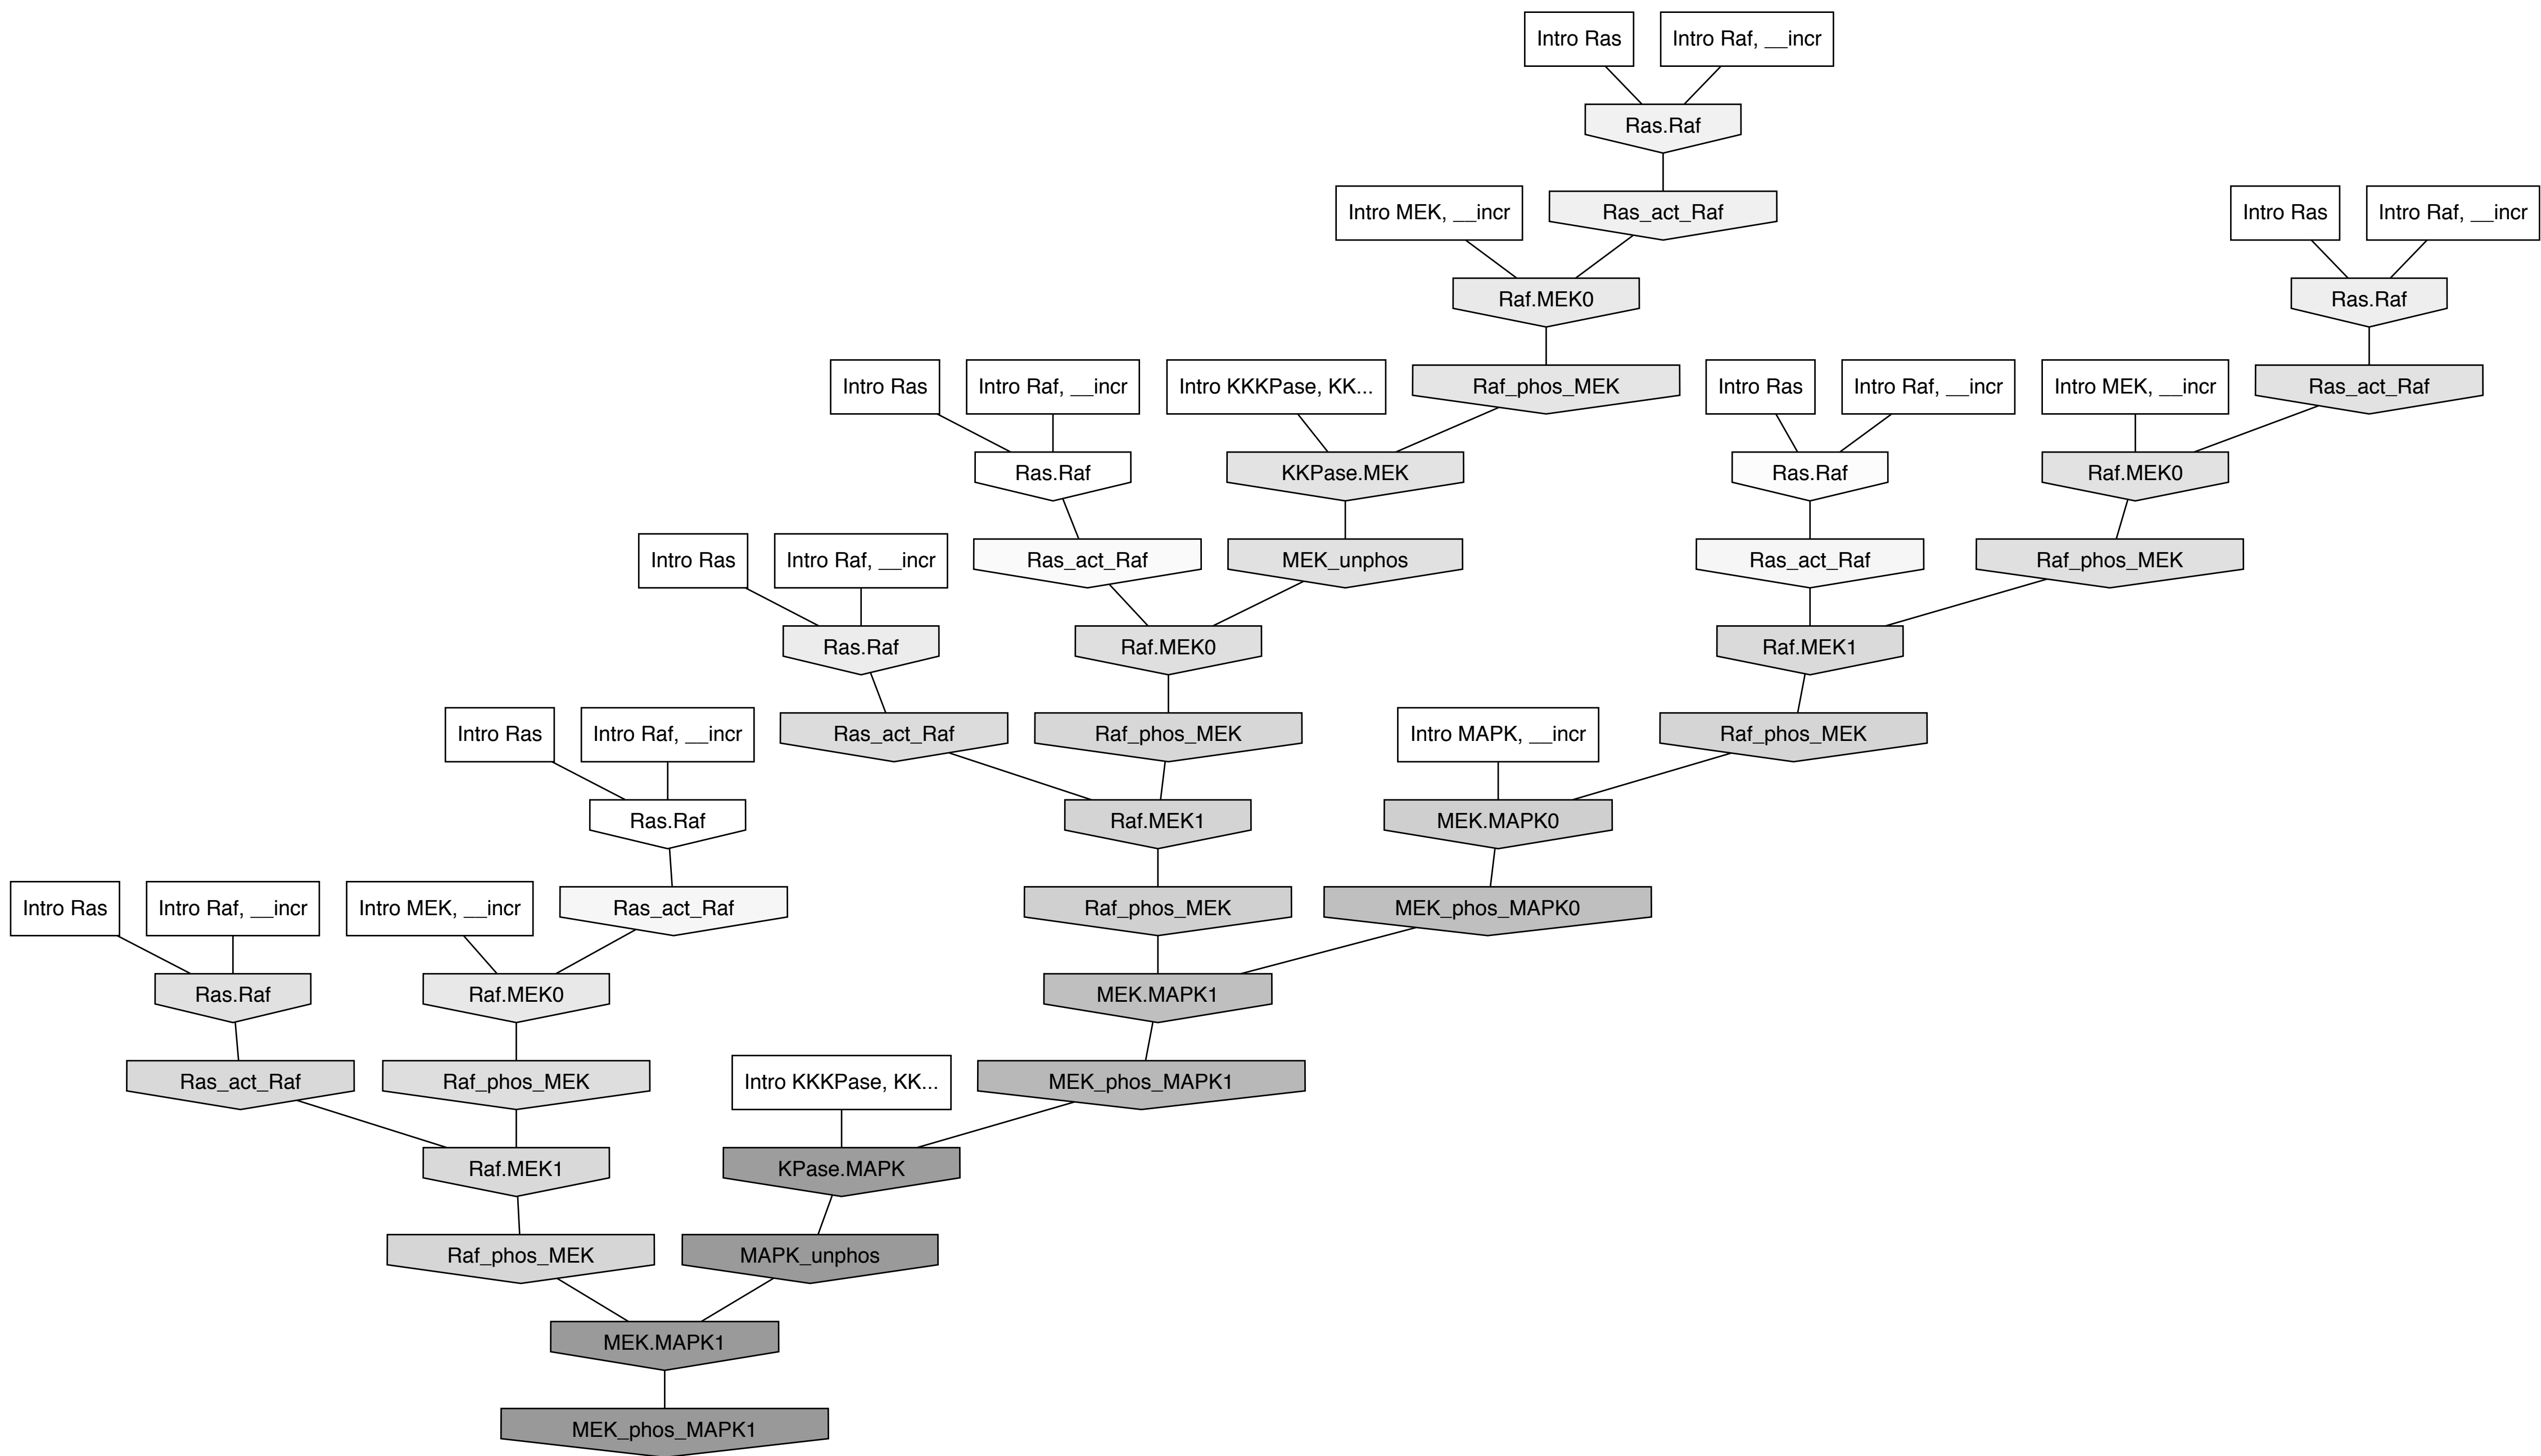 Intro Ras
Intro Raf, __incr
Ras.Raf
Intro MEK, __incr
Ras_act_Raf
Intro Ras
Intro Raf, __incr
Raf.MEK0
Ras.Raf
Intro Ras
Intro Raf, __incr
Intro KKKPase, KK...
Raf_phos_MEK
Intro Ras
Intro Raf, __incr
Intro MEK, __incr
Ras_act_Raf
Ras.Raf
KKPase.MEK
Ras.Raf
Raf.MEK0
Intro Ras
Intro Raf, __incr
Ras_act_Raf
MEK_unphos
Ras_act_Raf
Raf_phos_MEK
Ras.Raf
Raf.MEK0
Raf.MEK1
Intro Ras
Intro Raf, __incr
Ras_act_Raf
Raf_phos_MEK
Intro MAPK, __incr
Raf_phos_MEK
Ras.Raf
Raf.MEK1
MEK.MAPK0
Intro Ras
Intro Raf, __incr
Intro MEK, __incr
Ras_act_Raf
Raf_phos_MEK
MEK_phos_MAPK0
Ras.Raf
Raf.MEK0
MEK.MAPK1
Ras_act_Raf
Raf_phos_MEK
Intro KKKPase, KK...
MEK_phos_MAPK1
Raf.MEK1
KPase.MAPK
Raf_phos_MEK
MAPK_unphos
MEK.MAPK1
MEK_phos_MAPK1